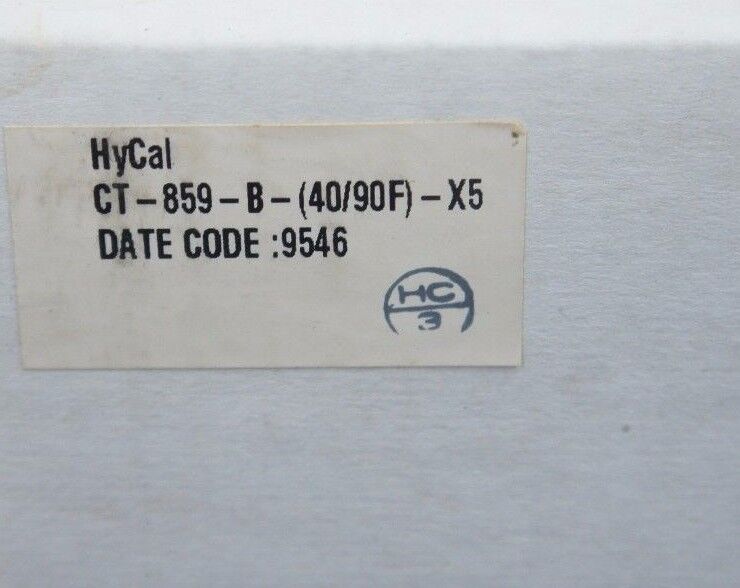 HyCal
CT-859-B-(40/90F)-X5
DATE CODE :9546
HC
3